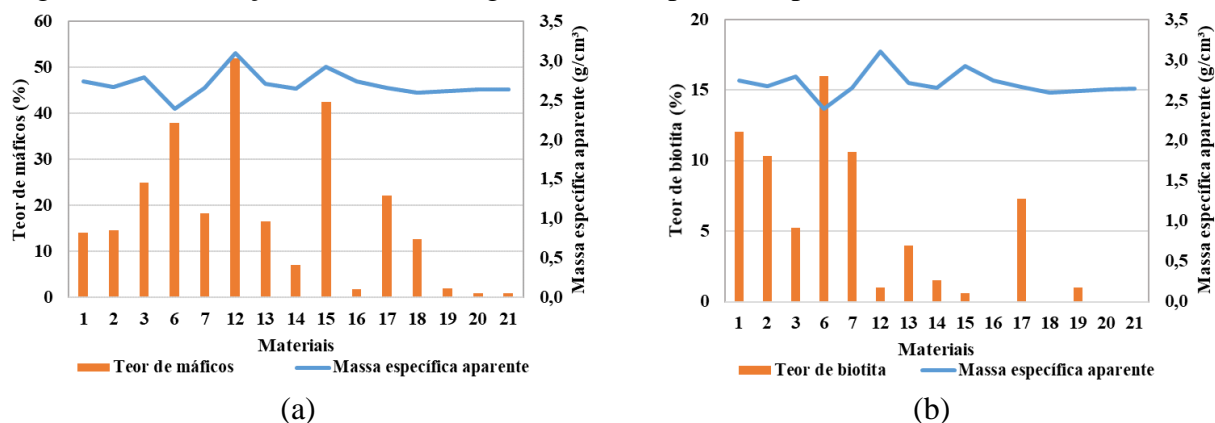 60
50
40
30
20
10
0
Teor de máficos (%)
3,5
3,0
2,5
2,0
1,5
1,0
0,5
0,0
Massa específica aparente (g/cm³)
1 2 3 6 7 12 13 14 15 16 17 18 19 20 21
Materiais
Teor de máficos Massa específica aparente
(a)
20
15
10
5
0
Teor de biotita (%)
3,5
3,0
2,5
2,0
1,5
1,0
0,5
0,0
Massa específica aparente (g/cm³)
1 2 3 6 7 12 13 14 15 16 17 18 19 20 21
Materiais
Teor de biotita Massa específica aparente
(b)